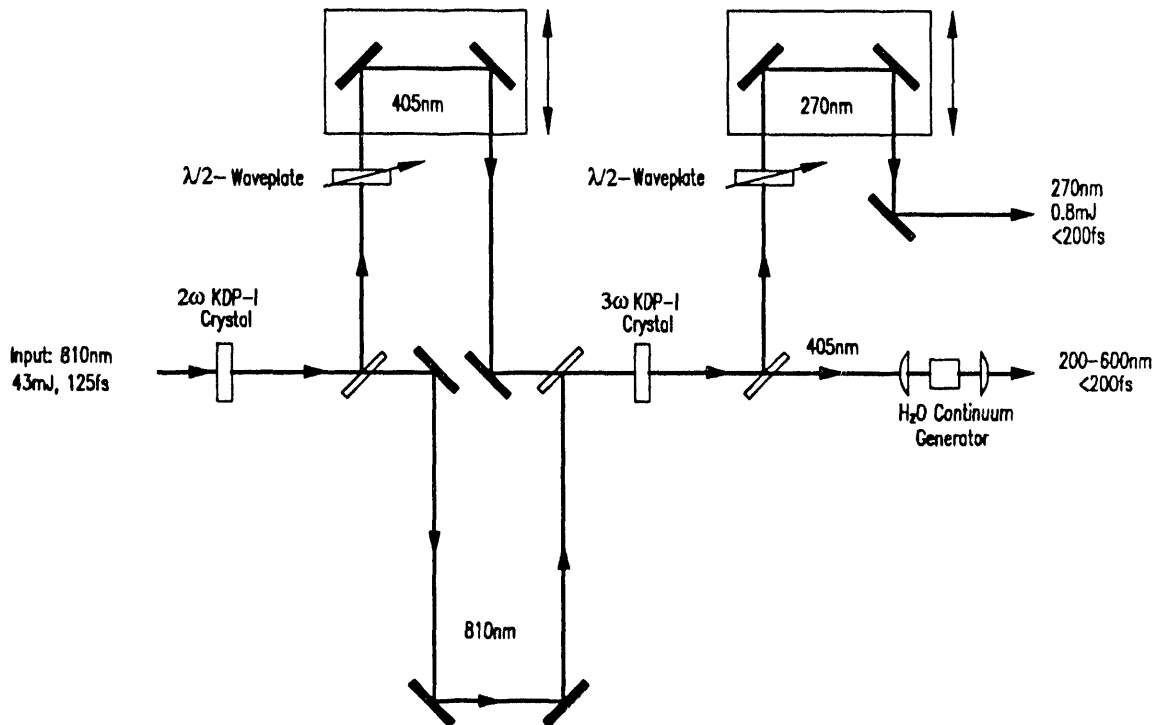 405nm
270nm
λ/2-Waveplate
λ/2-Waveplate
270nm
0.8mJ
<200fs
2ω KDP-I
Crystal
3ω KDP-I
Crystal
Input: 810nm
43mJ, 125fs
405nm
200-600nm
<200fs
H₂O Continuum
Generator
810nm